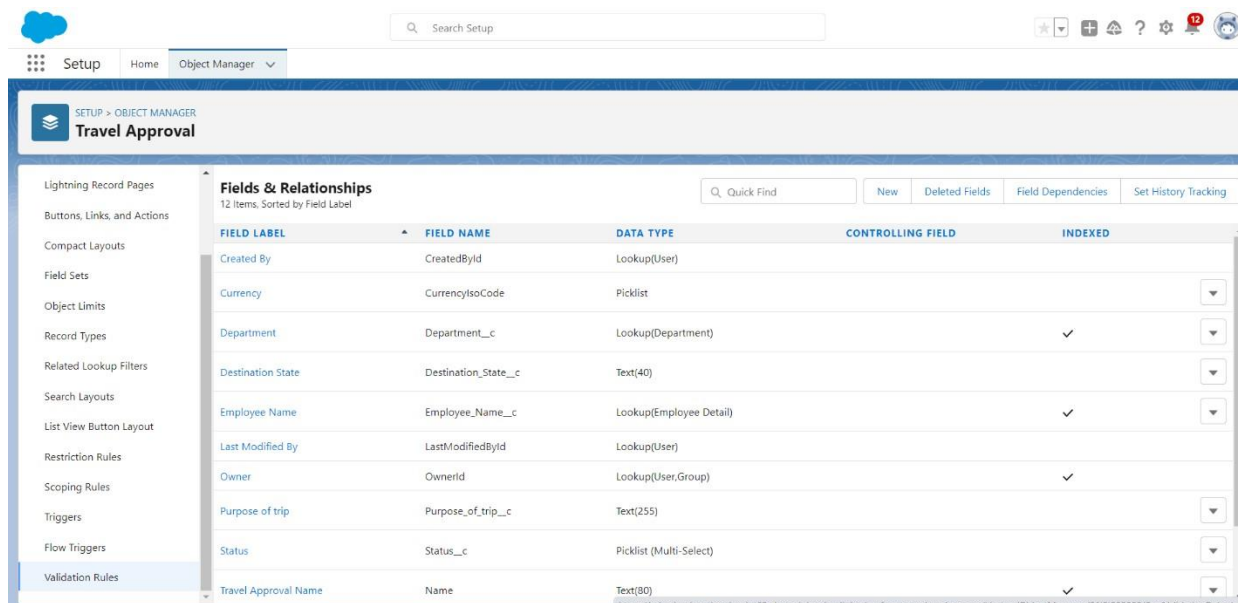 Search Setup
12
Setup Home Object Manager
SETUP > OBJECT MANAGER
Travel Approval
Lightning Record Pages
Buttons, Links, and Actions
Compact Layouts
Field Sets
Object Limits
Record Types
Related Lookup Filters
Search Layouts
List View Button Layout
Restriction Rules
Scoping Rules
Triggers
Flow Triggers
Validation Rules
Fields & Relationships
12 Items, Sorted by Field Label
Quick Find New Deleted Fields Field Dependencies Set History Tracking
FIELD LABEL FIELD NAME DATA TYPE CONTROLLING FIELD INDEXED
Created By CreatedById Lookup(User)
Currency CurrencyIsoCode Picklist
Department Department__c Lookup(Department)
Destination State Destination_State__c Text(40)
Employee Name Employee_Name__c Lookup(Employee Detail)
Last Modified By LastModifiedById Lookup(User)
Owner OwnerId Lookup(User,Group)
Purpose of trip Purpose_of_trip__c Text(255)
Status Status__c Picklist (Multi-Select)
Travel Approval Name Name Text(80)